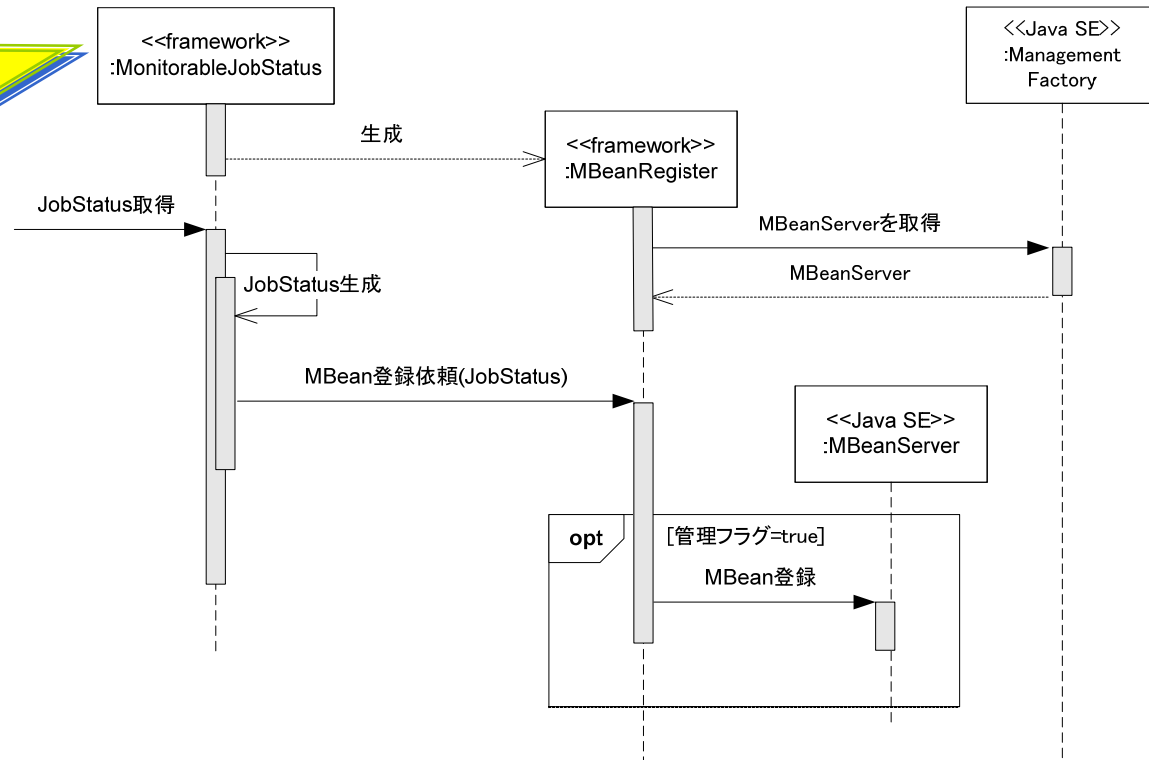 <<framework>>
:MonitorableJobStatus
<<Java SE>>
:Management
Factory
生成
<<framework>>
:MBeanRegister
JobStatus取得
MBeanServerを取得
MBeanServer
JobStatus生成
MBean登録依頼(JobStatus)
<<Java SE>>
:MBeanServer
opt
[管理フラグ=true]
MBean登録